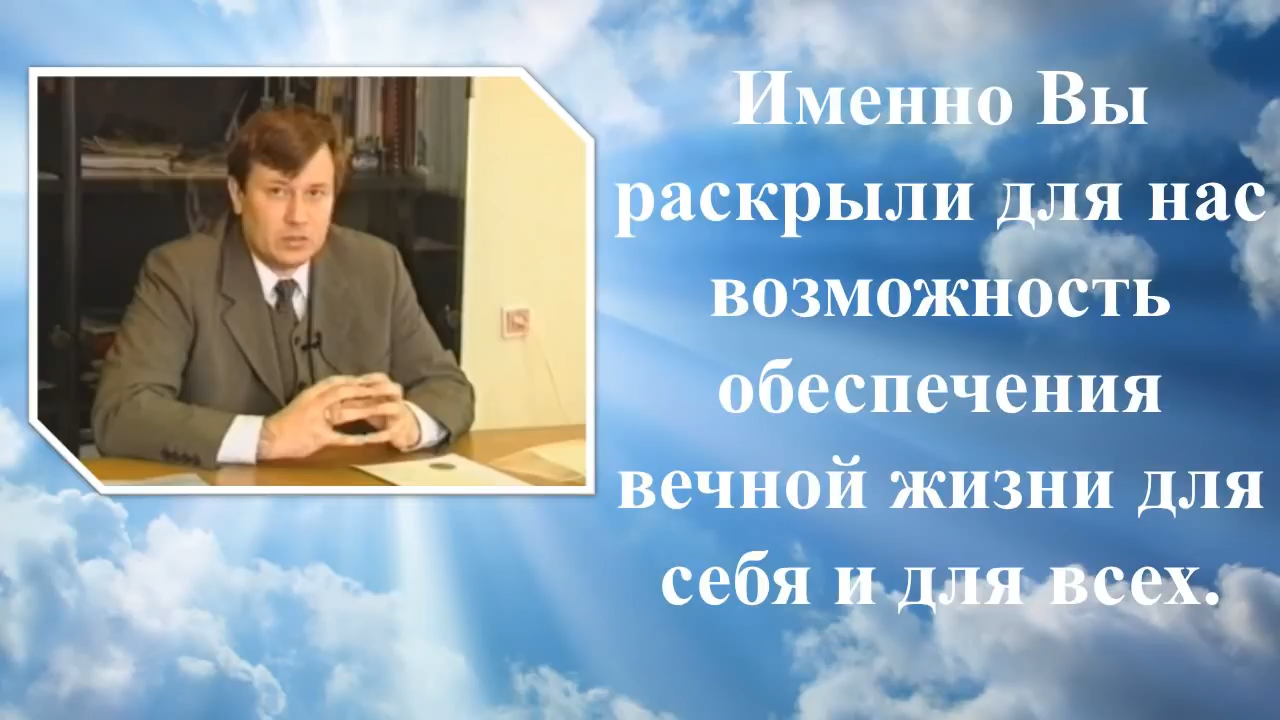 Именно Вы
раскрыли для нас
возможность
обеспечения
вечной жизни для
себя и для всех.